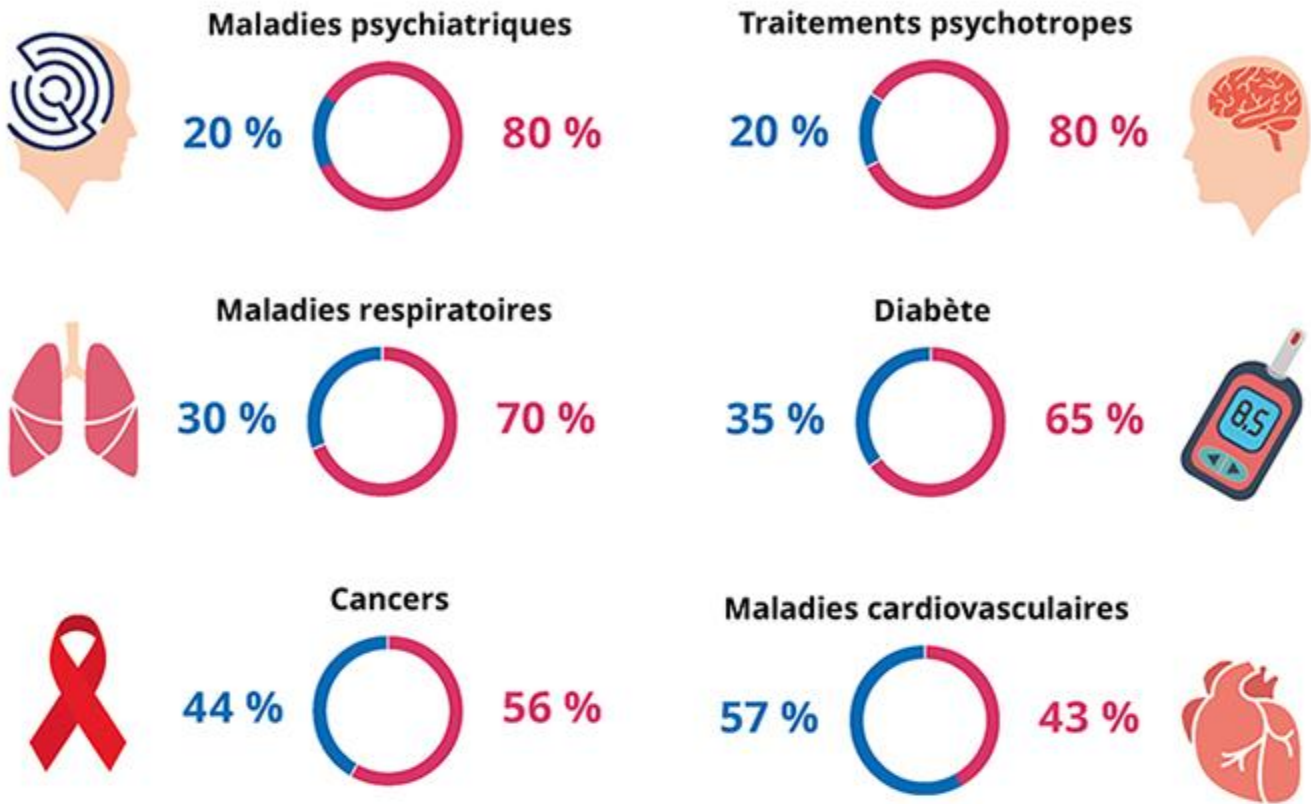 Maladies psychiatriques
20 %
80 %
Traitements psychotropes
20 %
80 %
Maladies respiratoires
30 %
70 %
Diabète
35 %
65 %
8.5
Cancers
44 %
56 %
Maladies cardiovasculaires
57 %
43 %